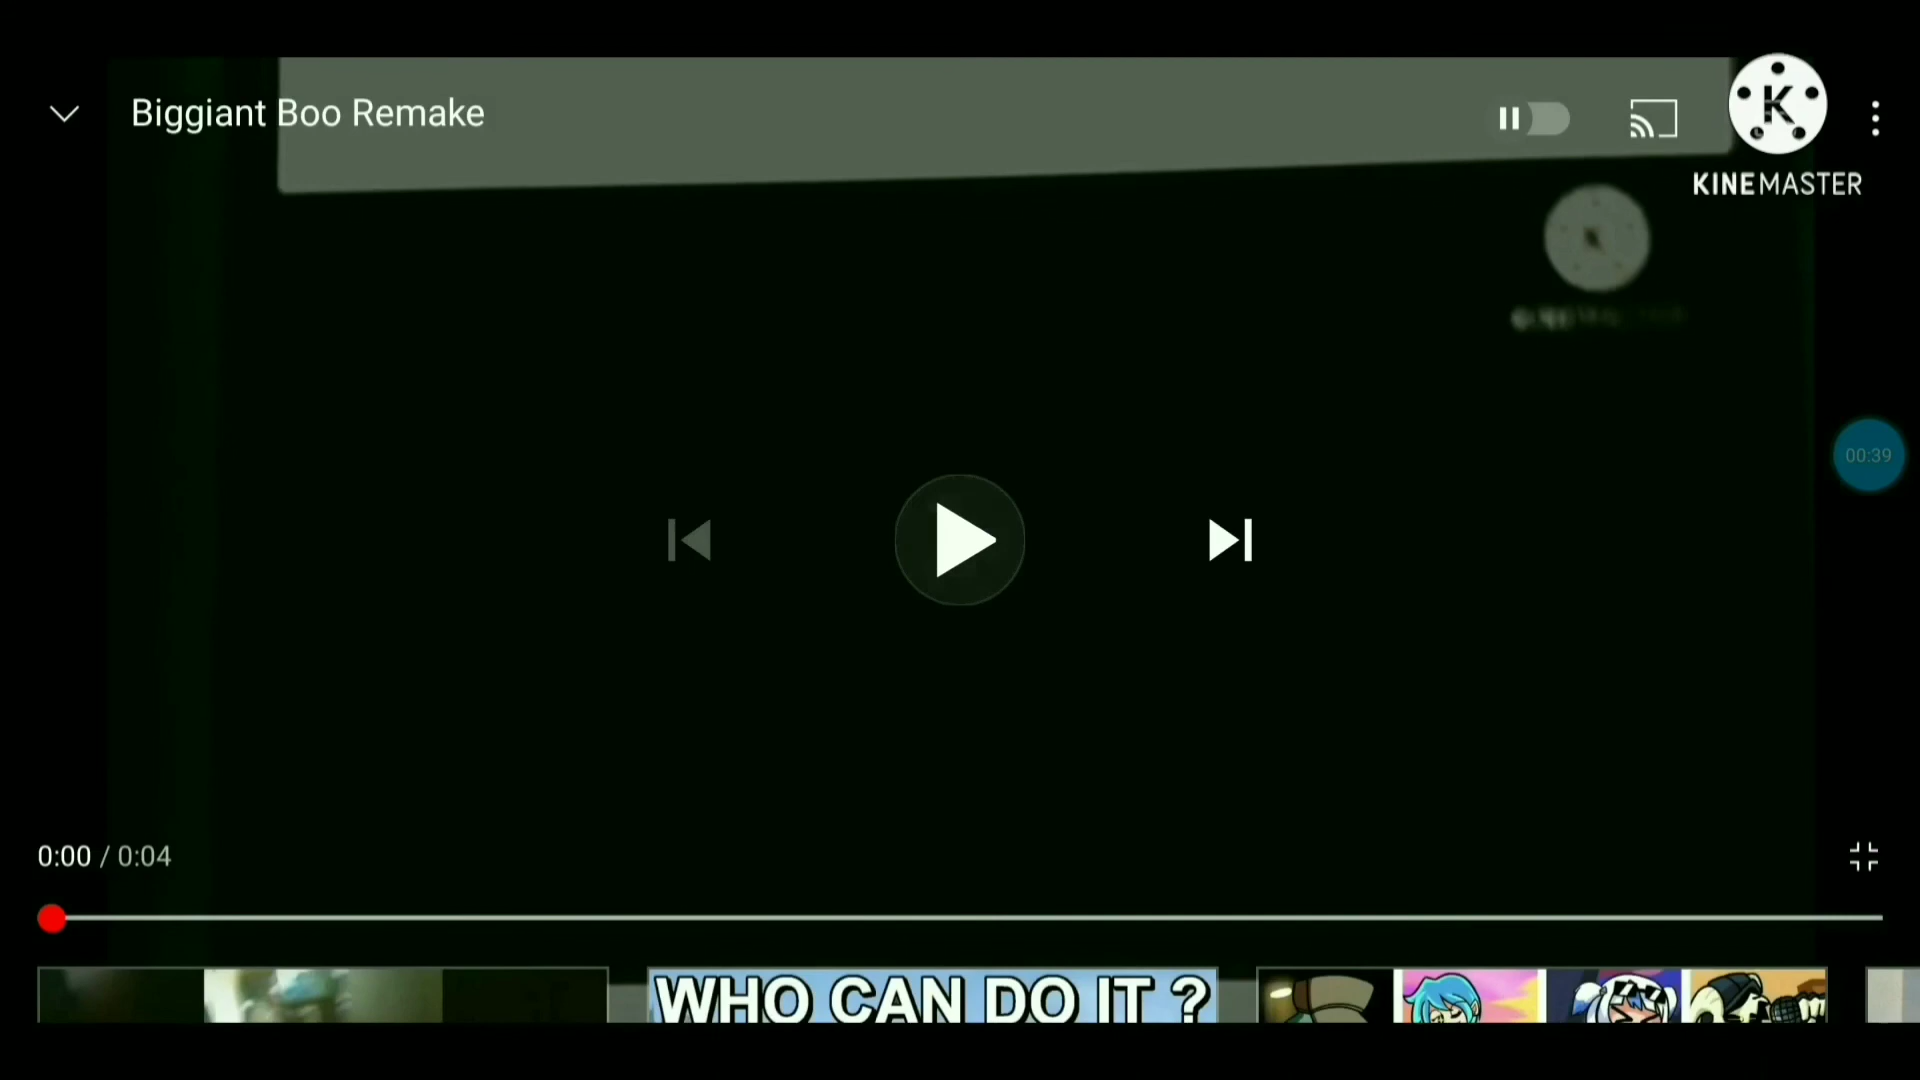 Biggiant Boo Remake
K
KINEMASTER
00:39
0:00 / 0:04
WHO CAN DO IT ?